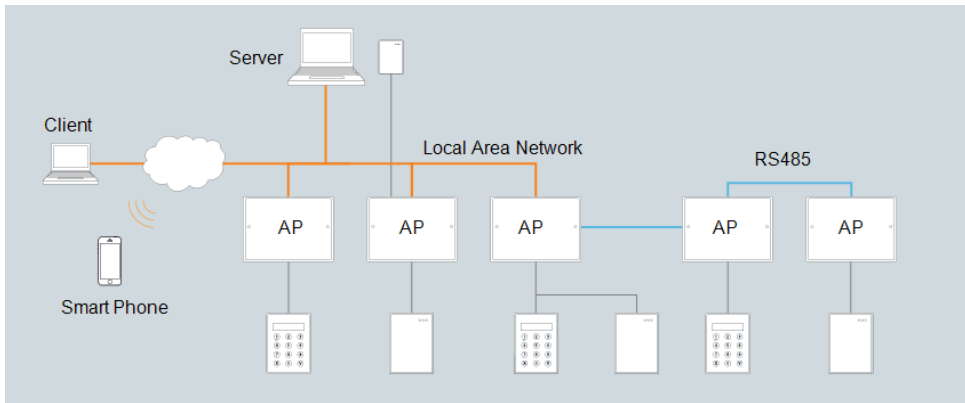 Server
Client
Local Area Network
RS485
AP
AP
AP
AP
AP
Smart Phone